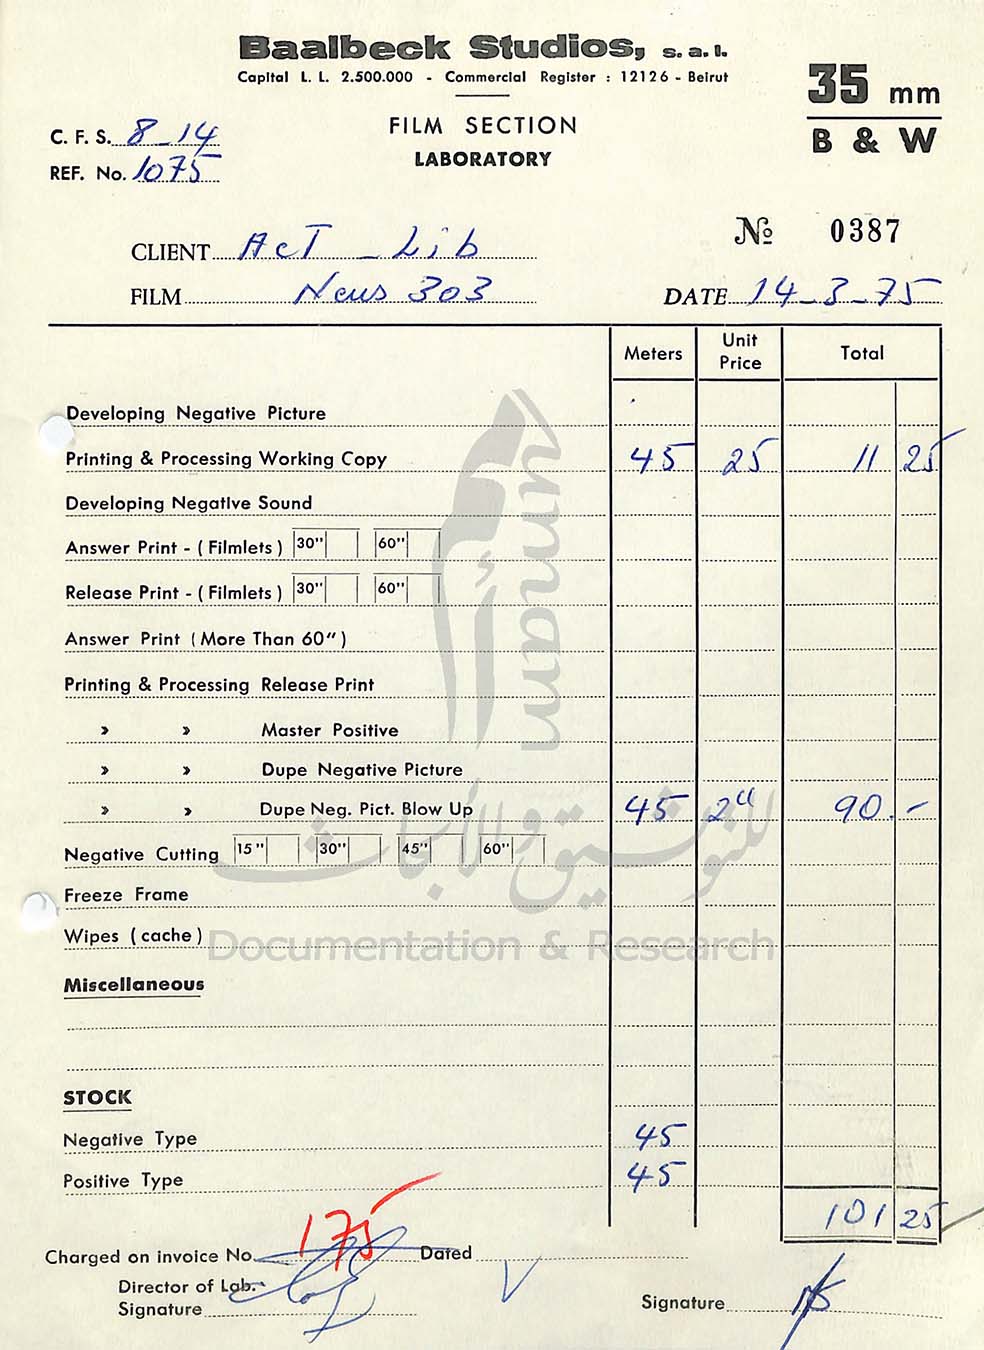 Baalbeck Studios, s.a.l.
Capital L. L. 2.500.000 - Commercial Register : 12126 - Beirut
35 mm
B & W
FILM SECTION
LABORATORY
C. F. S. 8_14
REF. No. 1075
№ 0387
CLIENT Act _ Lib
FILM News 303
DATE 14_3_75
Meters Unit Price Total
Developing Negative Picture
Printing & Processing Working Copy 45 25 11 25
Developing Negative Sound
Answer Print - ( Filmlets ) 30" 60"
Release Print - ( Filmlets ) 30" 60"
Answer Print ( More Than 60" )
Printing & Processing Release Print
» » Master Positive
» » Dupe Negative Picture
» » Dupe Neg. Pict. Blow Up 45 2 90.-
Negative Cutting 15" 30" 45" 60"
Freeze Frame
Wipes ( cache )
Miscellaneous
STOCK
Negative Type 45
Positive Type 45
101 25
Charged on invoice No. 175 Dated
Director of Lab.
Signature
Signature
umam
أمم
للتوثيق والأبحاث
Documentation & Research